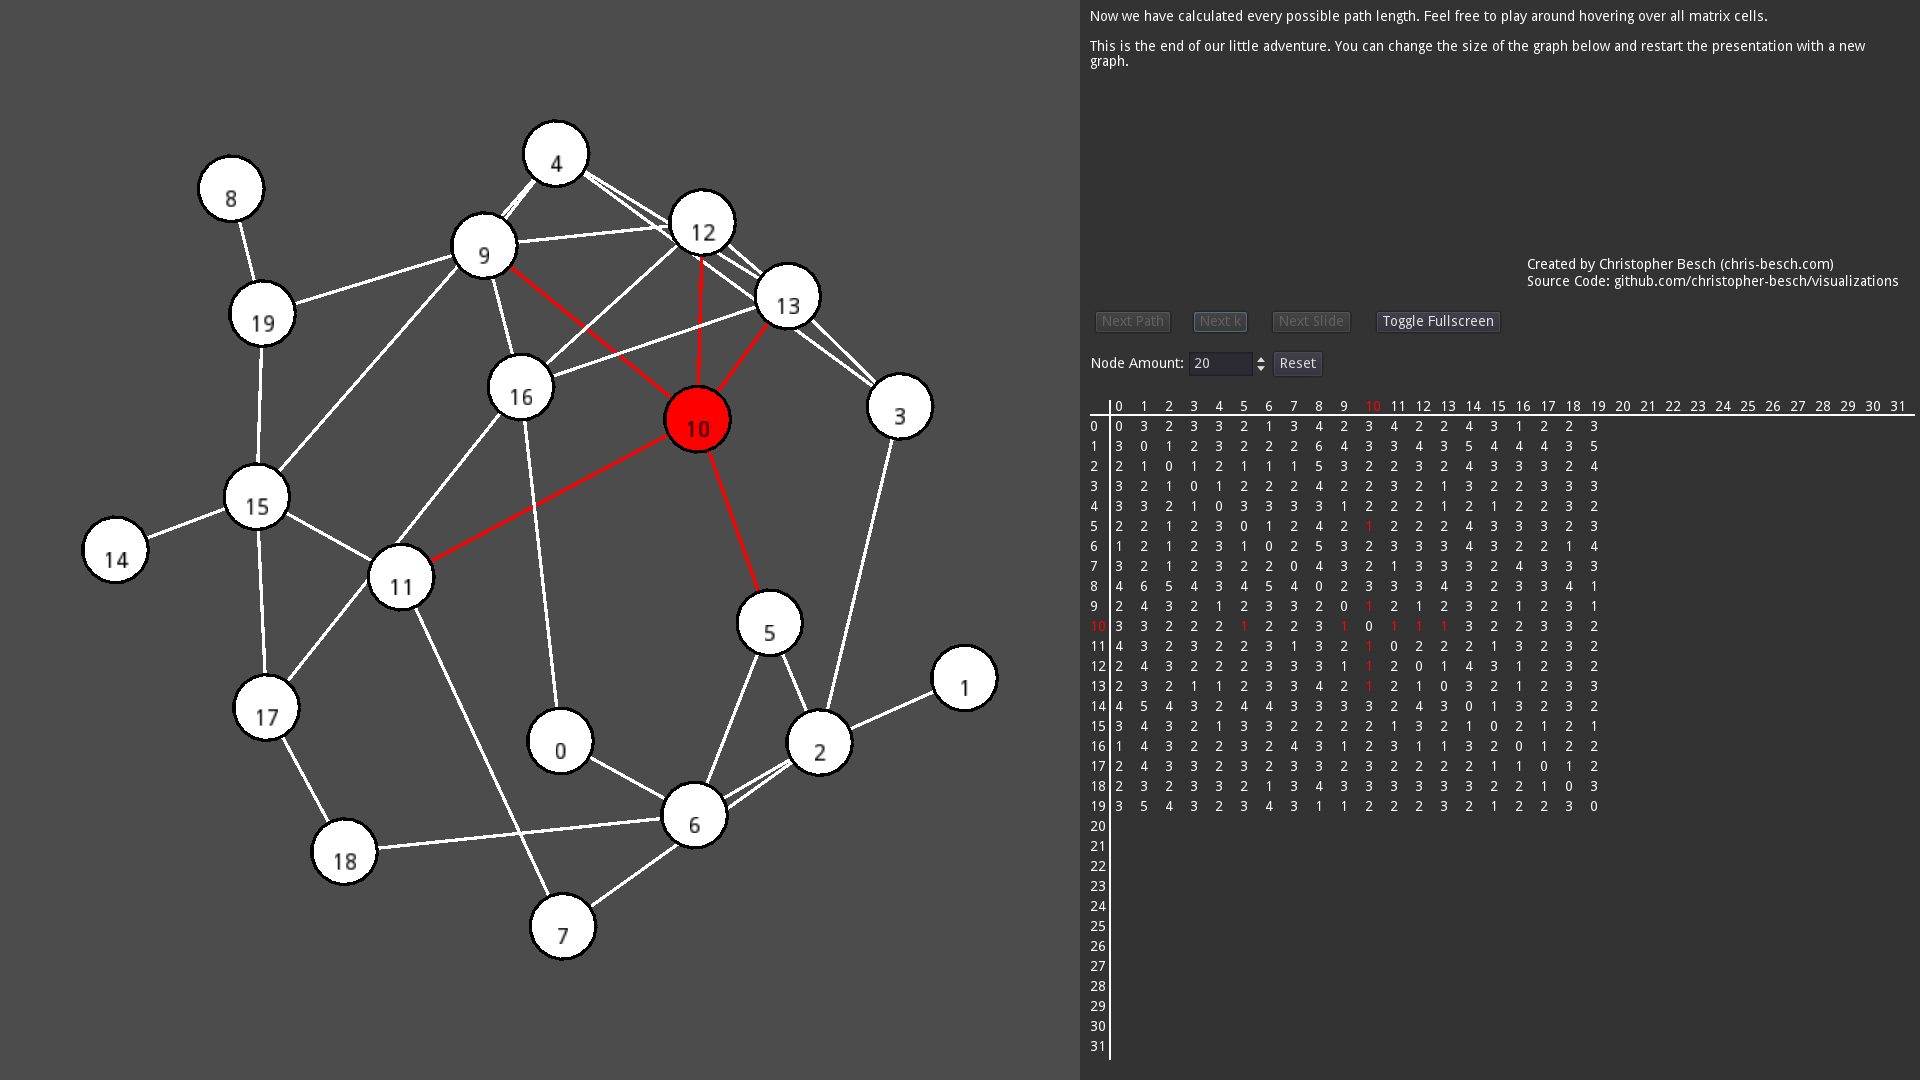 Now we have calculated every possible path length. Feel free to play around hovering over all matrix cells.
This is the end of our little adventure. You can change the size of the graph below and restart the presentation with a new
graph.
4
8
12
9
13
19
16
3
10
15
14
11
5
1
17
0
2
6
18
7
Created by Christopher Besch (chris-besch.com)
Source Code: github.com/christopher-besch/visualizations
Next Path Next k Next Slide Toggle Fullscreen
Node Amount: 20 Reset
0 1 2 3 4 5 6 7 8 9 10 11 12 13 14 15 16 17 18 19 20 21 22 23 24 25 26 27 28 29 30 31
0 0 3 2 3 3 2 1 3 4 2 3 4 2 2 4 3 1 2 2 3
1 3 0 1 2 3 2 2 2 6 4 3 3 4 3 5 4 4 4 3 5
2 2 1 0 1 2 1 1 1 5 3 2 2 3 2 4 3 3 3 2 4
3 3 2 1 0 1 2 2 2 4 2 2 3 2 1 3 2 2 3 3 3
4 3 3 2 1 0 3 3 3 3 1 2 2 2 1 2 1 2 2 3 2
5 2 2 1 2 3 0 1 2 4 2 1 2 2 2 4 3 3 3 2 3
6 1 2 1 2 3 1 0 2 5 3 2 3 3 3 4 3 2 2 1 4
7 3 2 1 2 3 2 2 0 4 3 2 1 3 3 3 2 4 3 3 3
8 4 6 5 4 3 4 5 4 0 2 3 3 3 4 3 2 3 3 4 1
9 2 4 3 2 1 2 3 3 2 0 1 2 1 2 3 2 1 2 3 1
10 3 3 2 2 2 1 2 2 3 1 0 1 1 1 3 2 2 3 3 2
11 4 3 2 3 2 2 3 1 3 2 1 0 2 2 2 1 3 2 3 2
12 2 4 3 2 2 2 3 3 3 1 1 2 0 1 4 3 1 2 3 2
13 2 3 2 1 1 2 3 3 4 2 1 2 1 0 3 2 1 2 3 3
14 4 5 4 3 2 4 4 3 3 3 3 2 4 3 0 1 3 2 3 2
15 3 4 3 2 1 3 3 2 2 2 2 1 3 2 1 0 2 1 2 1
16 1 4 3 2 2 3 2 4 3 1 2 3 1 1 3 2 0 1 2 2
17 2 4 3 3 2 3 2 3 3 2 3 2 2 2 2 1 1 0 1 2
18 2 3 2 3 3 2 1 3 4 3 3 3 3 3 3 2 2 1 0 3
19 3 5 4 3 2 3 4 3 1 1 2 2 2 3 2 1 2 2 3 0
20
21
22
23
24
25
26
27
28
29
30
31